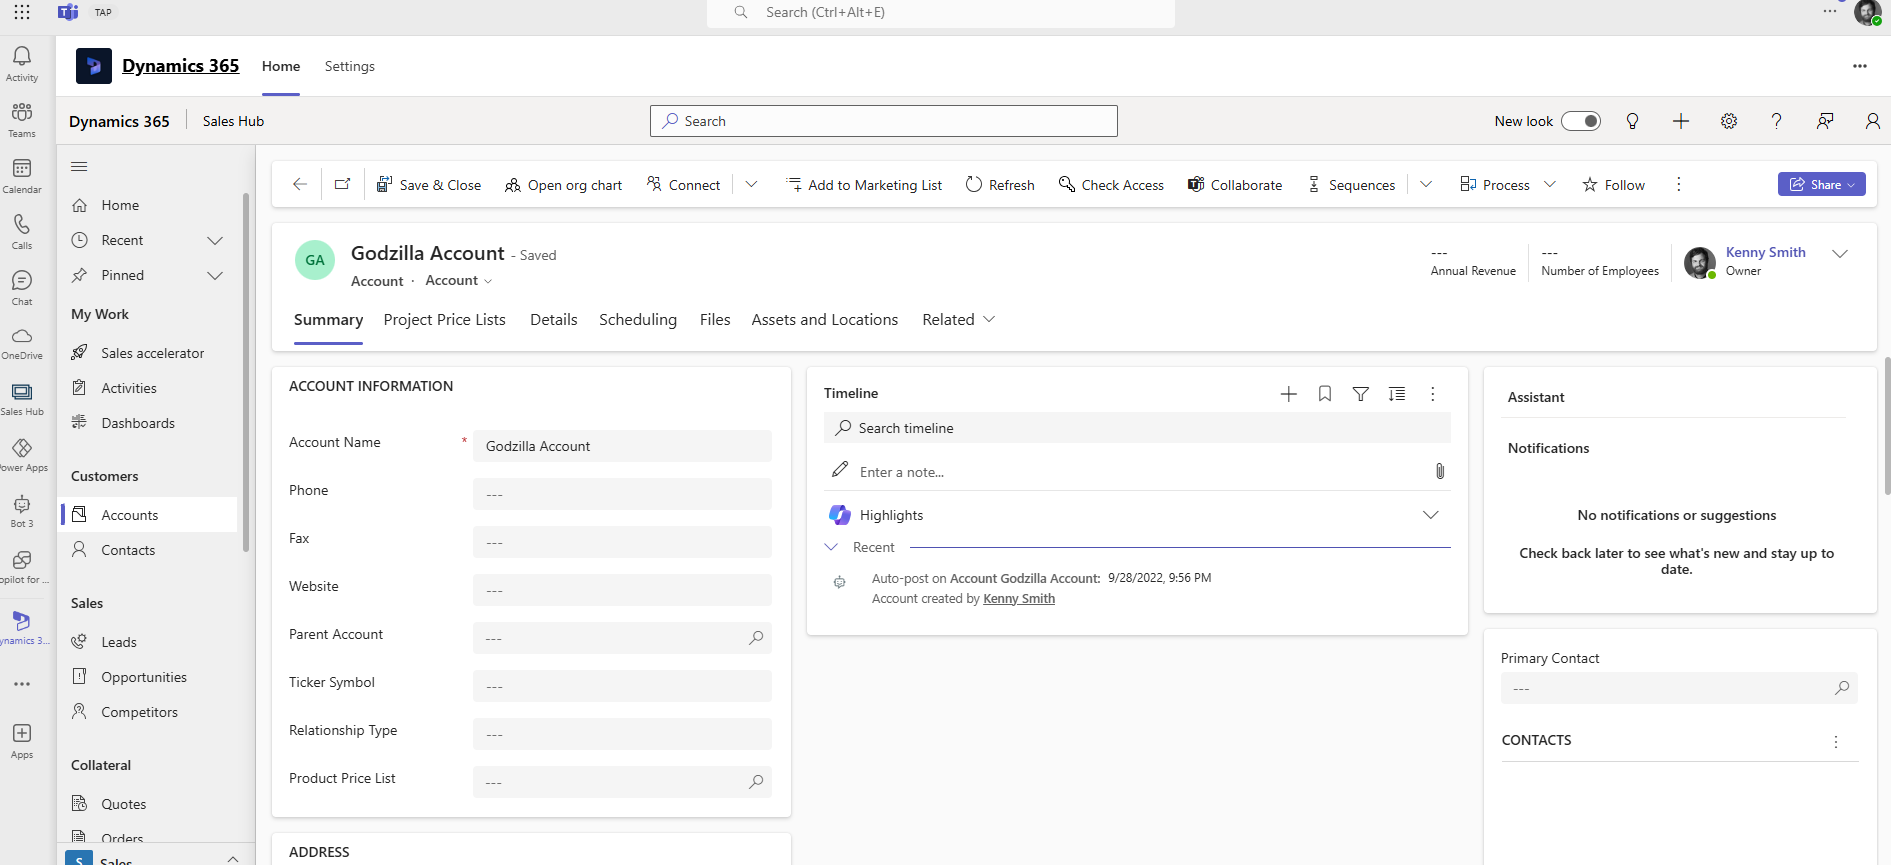 TAP
Search (Ctrl+Alt+E)
Activity
Teams
Calendar
Calls
Chat
OneDrive
Sales Hub
ower Apps
Bot 3
opilot for ...
ynamics 3...
Apps
Dynamics 365
Home
Settings
Dynamics 365
Sales Hub
Search
New look
Home
Recent
Pinned
My Work
Sales accelerator
Activities
Dashboards
Customers
Accounts
Contacts
Sales
Leads
Opportunities
Competitors
Collateral
Quotes
Orders
S Sales
Save & Close
Open org chart
Connect
Add to Marketing List
Refresh
Check Access
Collaborate
Sequences
Process
Follow
Share
GA
Godzilla Account - Saved
Account · Account
---
Annual Revenue
---
Number of Employees
Kenny Smith
Owner
Summary
Project Price Lists
Details
Scheduling
Files
Assets and Locations
Related
ACCOUNT INFORMATION
Account Name * Godzilla Account
Phone ---
Fax ---
Website ---
Parent Account ---
Ticker Symbol ---
Relationship Type ---
Product Price List ---
ADDRESS
Timeline
Search timeline
Enter a note...
Highlights
Recent
Auto-post on Account Godzilla Account: 9/28/2022, 9:56 PM
Account created by Kenny Smith
Assistant
Notifications
No notifications or suggestions
Check back later to see what's new and stay up to
date.
Primary Contact
---
CONTACTS